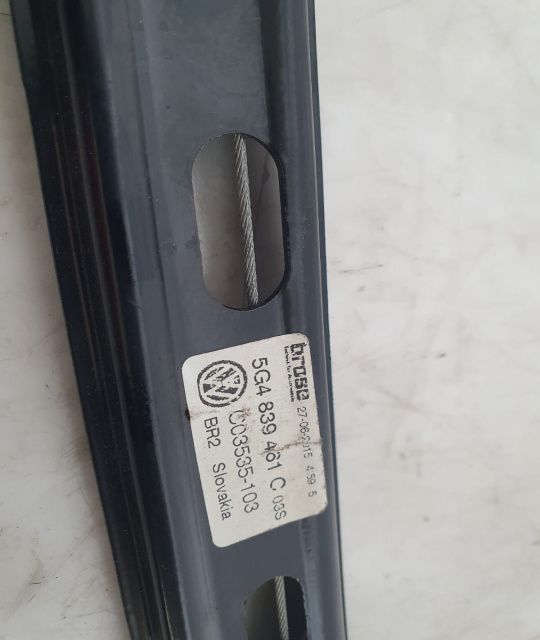 brose
27-06-2015 4:59 5
5G4 839 461 C 03S
C03535-103
BR2 Slovakia